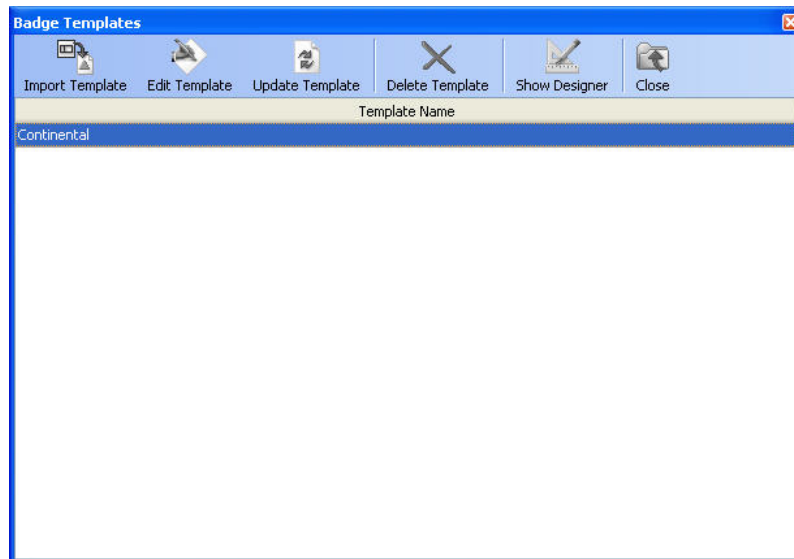 Badge Templates
Import Template Edit Template Update Template Delete Template Show Designer Close
Template Name
Continental